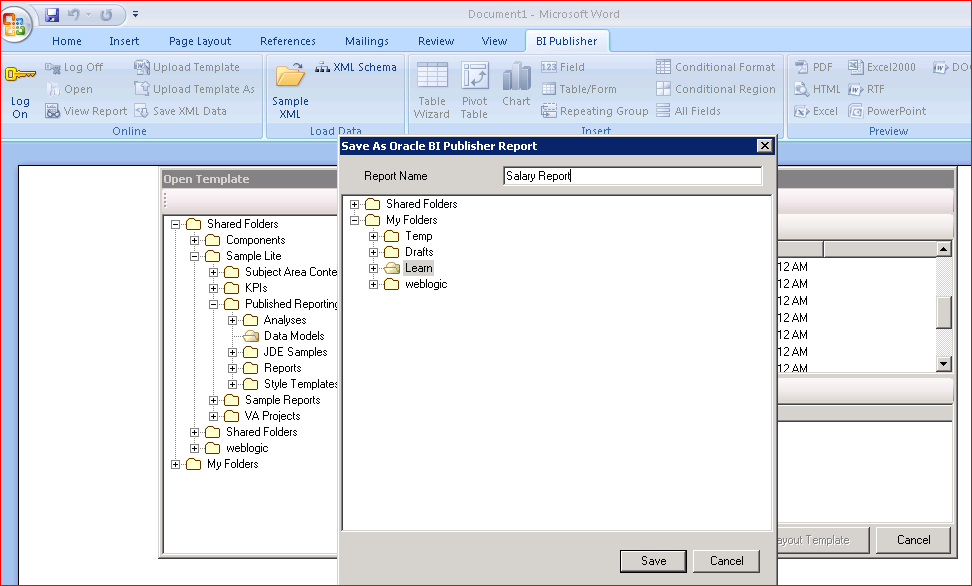 Document1 - Microsoft Word
Home Insert Page Layout References Mailings Review View BI Publisher
Log Off Upload Template XML Schema Field Conditional Format PDF Excel2000
Open Upload Template As Table/Form Conditional Region HTML RTF
Log On View Report Save XML Data Sample XML Table Wizard Pivot Table Chart Repeating Group All Fields Excel PowerPoint
Online Load Data Insert Preview
Save As Oracle BI Publisher Report
Report Name Salary Report
Shared Folders
My Folders
Temp
Drafts
Learn
weblogic
Save Cancel
Open Template
Shared Folders
Components
Sample Lite
Subject Area Conte
KPIs
Published Reporting
Analyses
Data Models
JDE Samples
Reports
Style Templates
Sample Reports
VA Projects
Shared Folders
weblogic
My Folders
12 AM
12 AM
12 AM
12 AM
12 AM
12 AM
12 AM
ayout Template Cancel